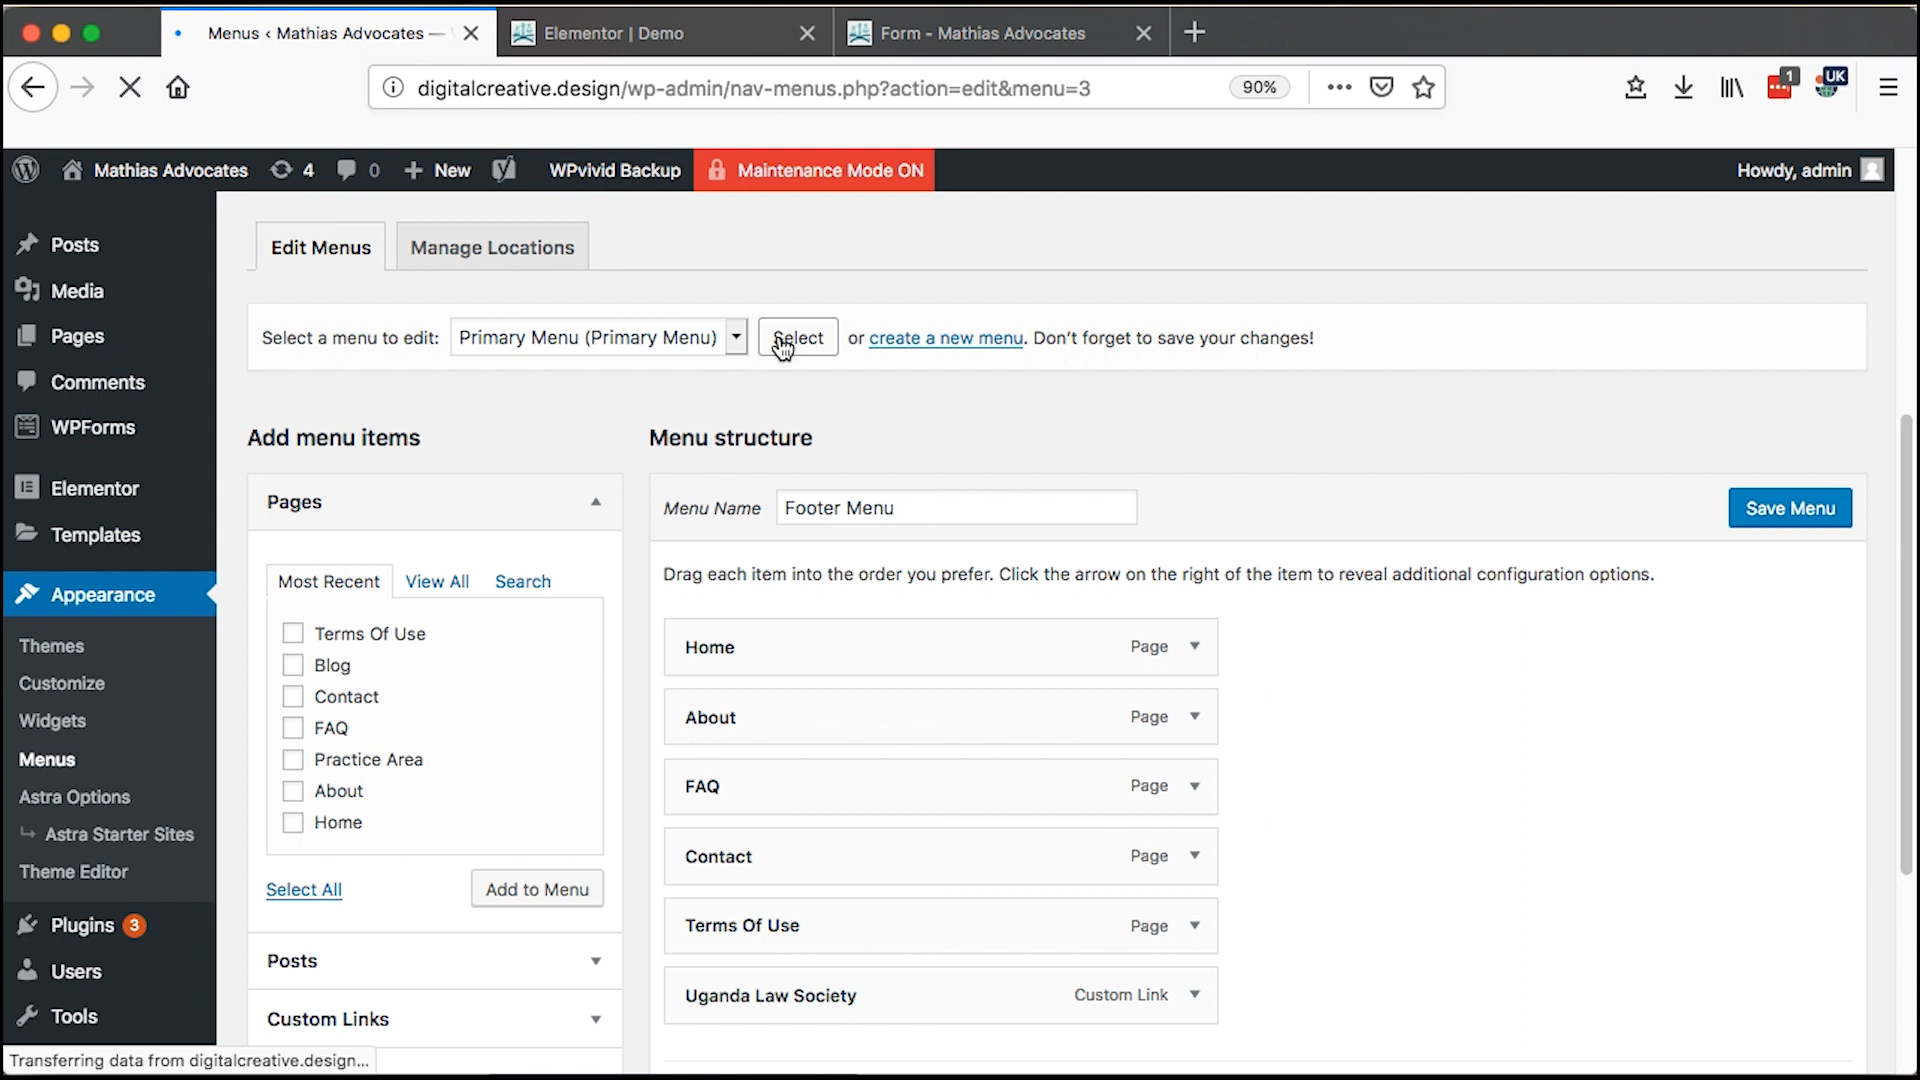 Menus ‹ Mathias Advocates —
Elementor | Demo
Form - Mathias Advocates
digitalcreative.design/wp-admin/nav-menus.php?action=edit&menu=3
90%
1
UK
Mathias Advocates
4
0
New
WPvivid Backup
Maintenance Mode ON
Howdy, admin
Posts
Media
Pages
Comments
WPForms
Elementor
Templates
Appearance
Themes
Customize
Widgets
Menus
Astra Options
Astra Starter Sites
Theme Editor
Plugins 3
Users
Tools
Edit Menus
Manage Locations
Select a menu to edit: Primary Menu (Primary Menu) Select or create a new menu. Don’t forget to save your changes!
Add menu items
Pages
Most Recent View All Search
Terms Of Use
Blog
Contact
FAQ
Practice Area
About
Home
Select All
Add to Menu
Posts
Custom Links
Menu structure
Menu Name Footer Menu
Save Menu
Drag each item into the order you prefer. Click the arrow on the right of the item to reveal additional configuration options.
Home Page
About Page
FAQ Page
Contact Page
Terms Of Use Page
Uganda Law Society Custom Link
Transferring data from digitalcreative.design...